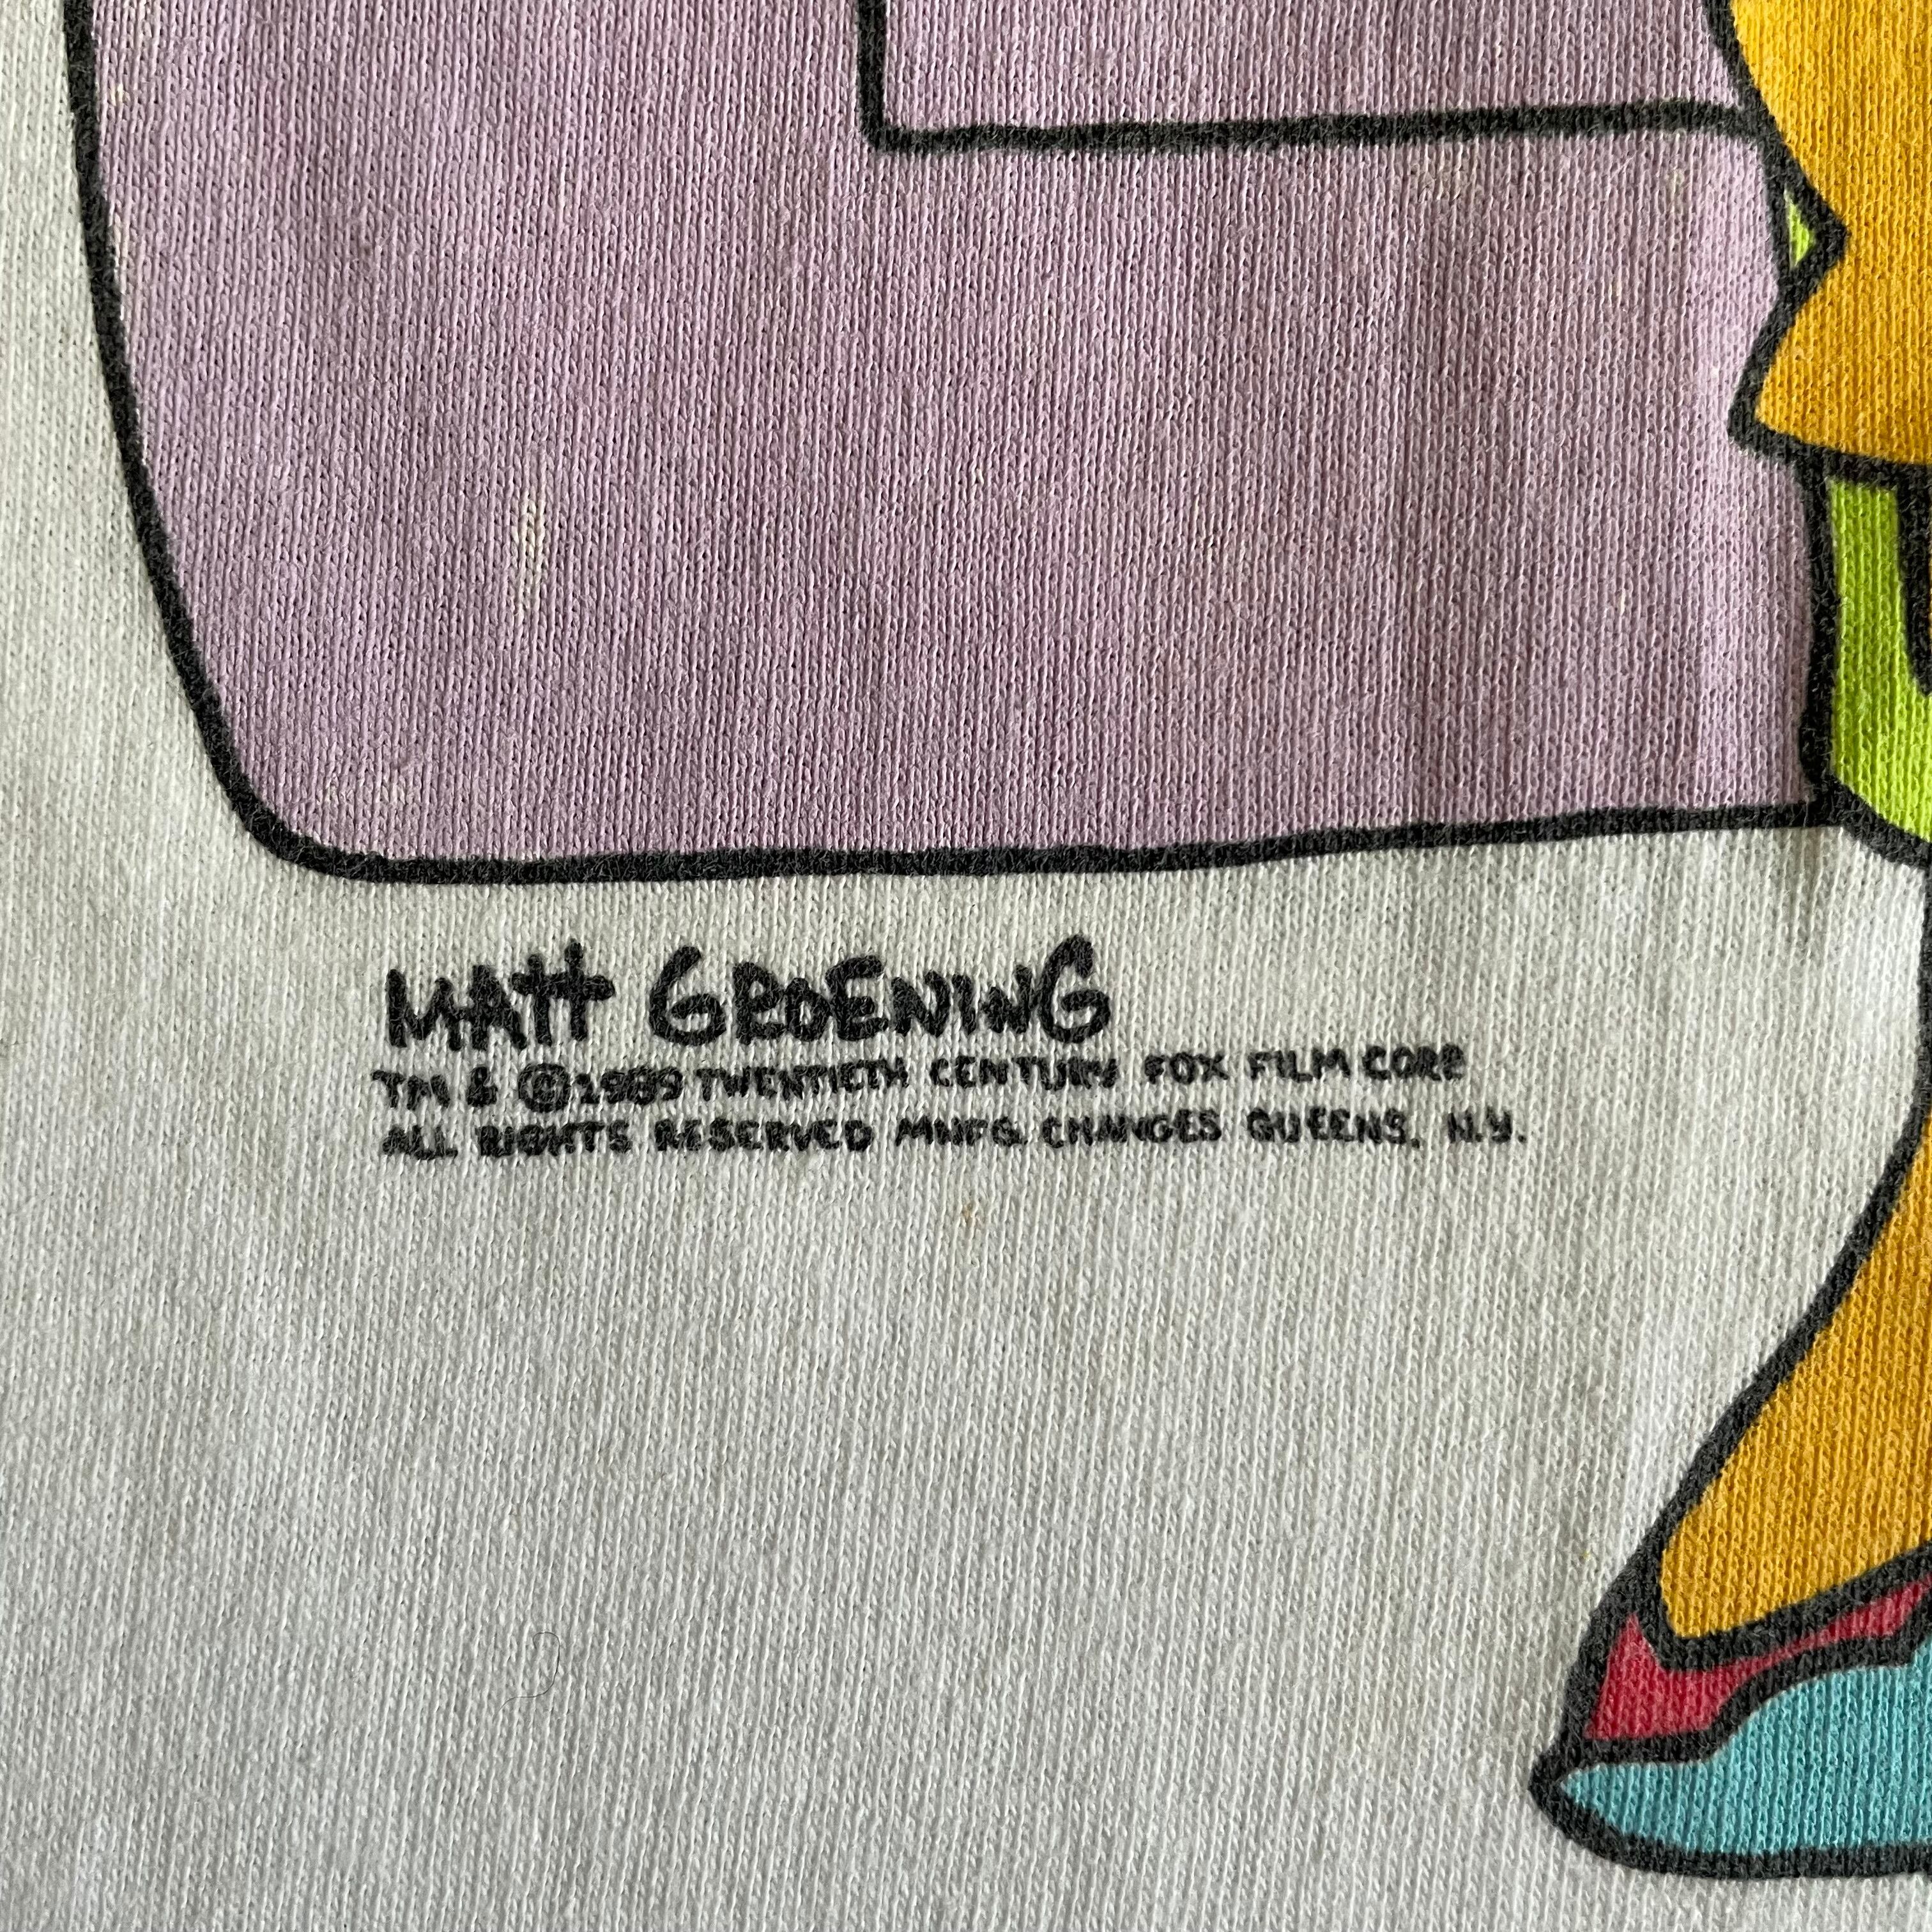 MATT GROENING
TM & ©1989 TWENTIETH CENTURY FOX FILM CORP
ALL RIGHTS RESERVED MNFG CHANGES QUEENS, N.Y.